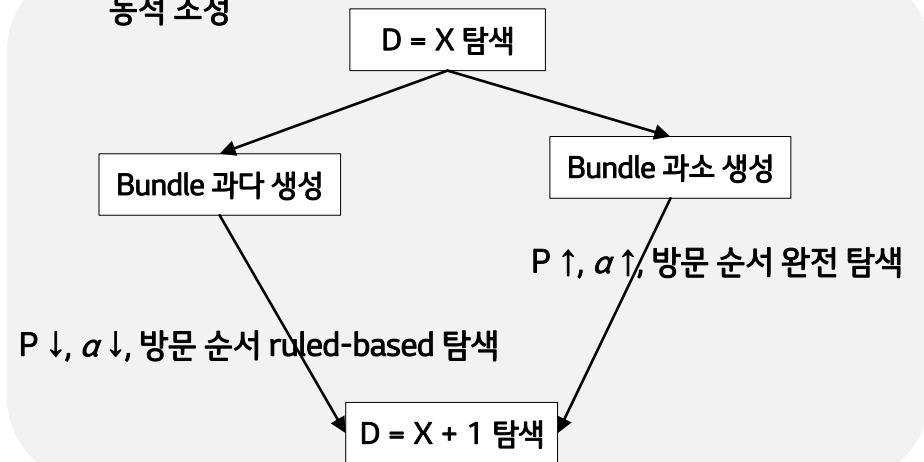 동적 조정
D = X 탐색
Bundle 과다 생성
Bundle 과소 생성
P ↑, α ↑, 방문 순서 완전 탐색
P ↓, α ↓, 방문 순서 ruled-based 탐색
D = X + 1 탐색